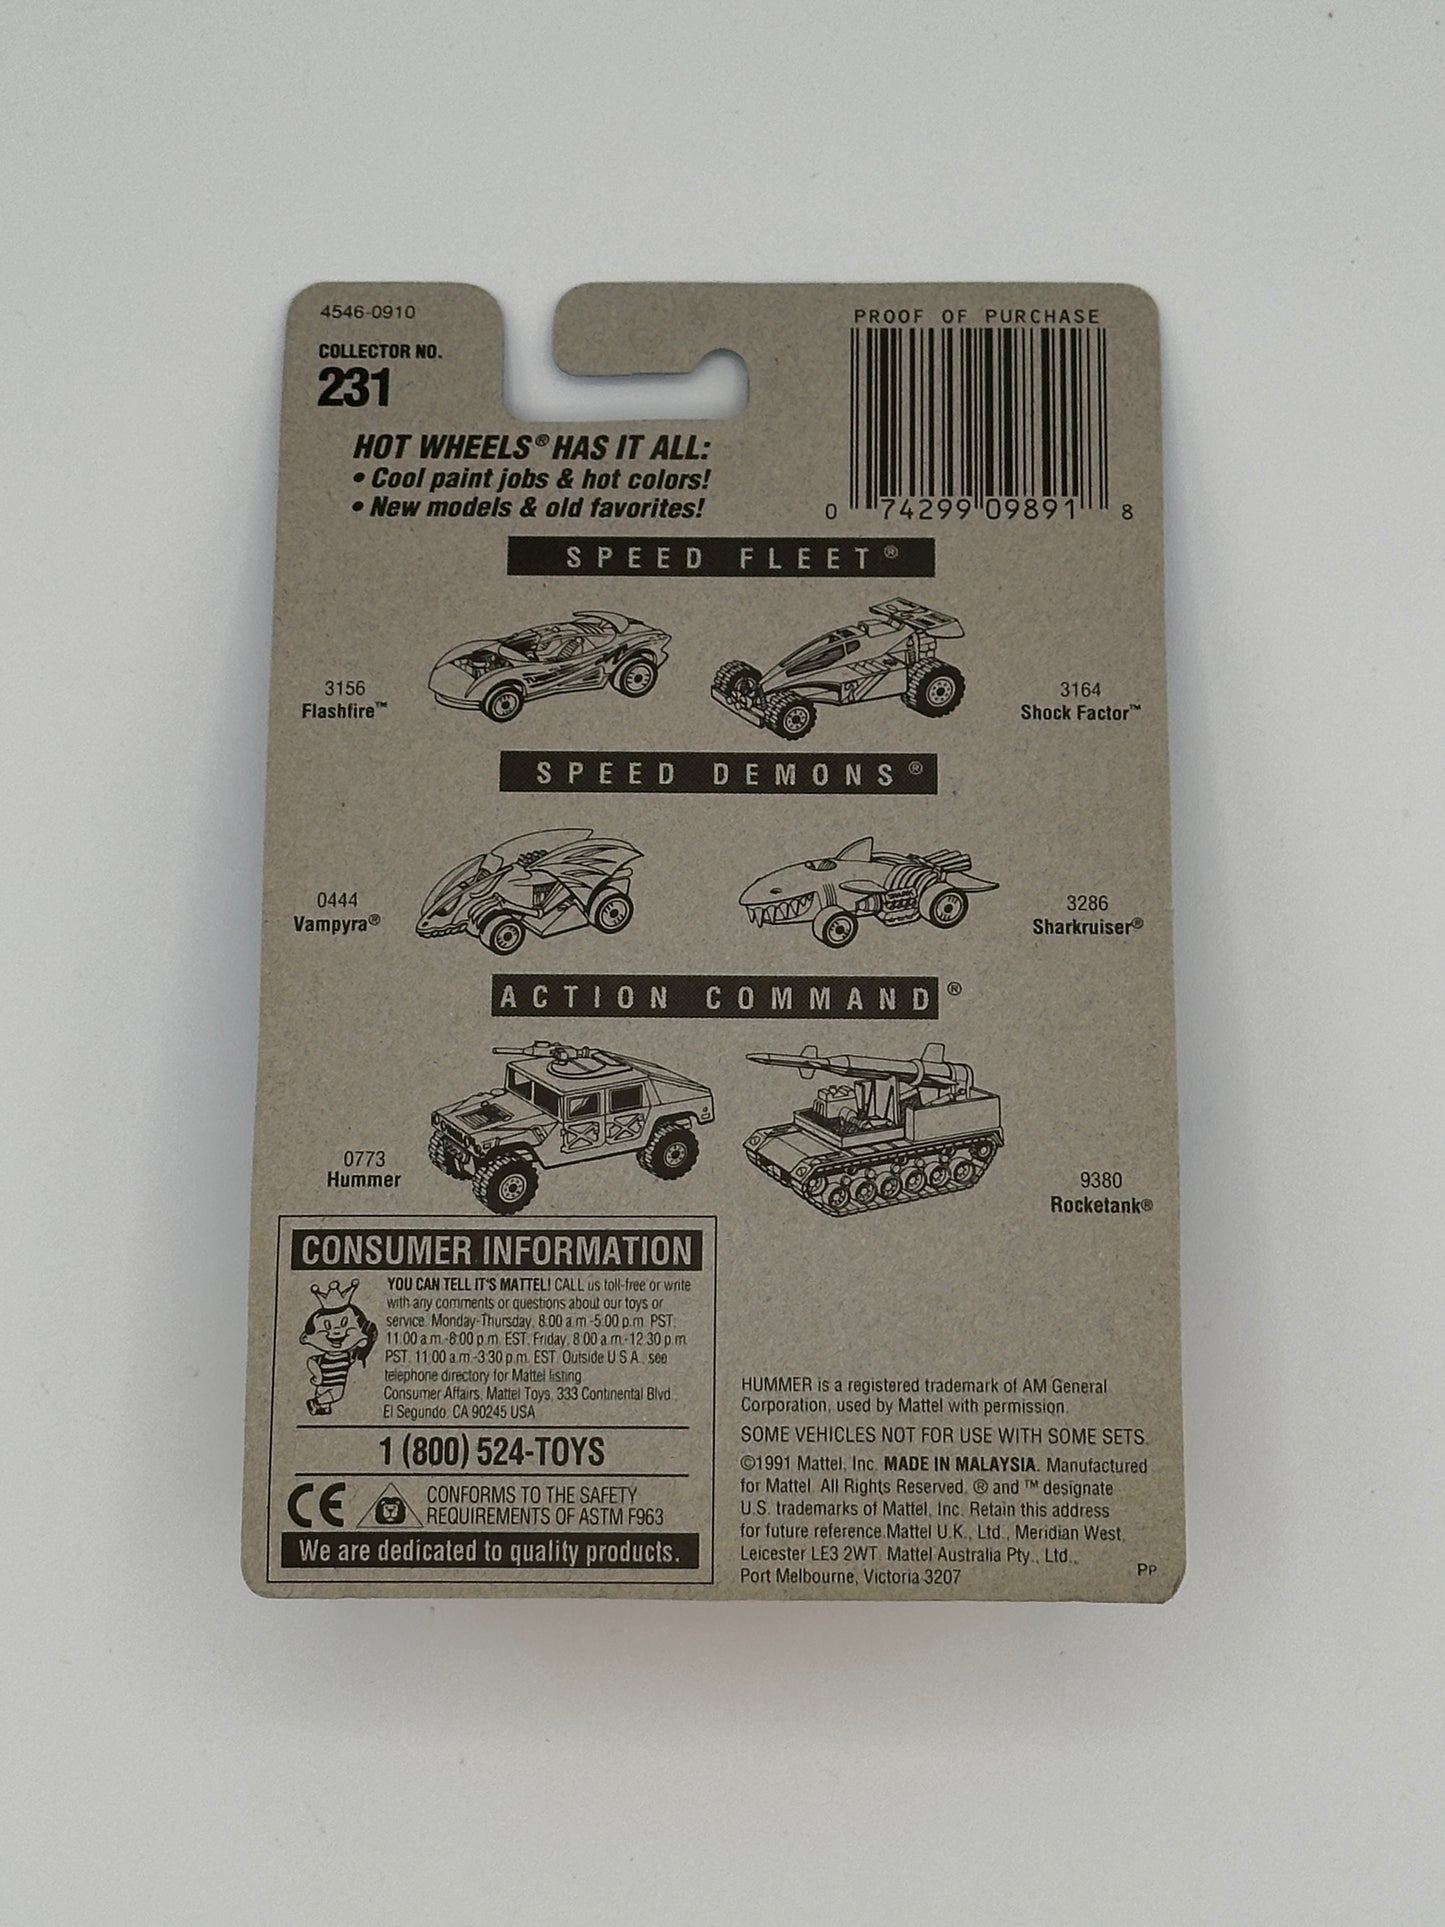 4546-0910
COLLECTOR NO.
231
PROOF OF PURCHASE
0 74299 09891 8
HOT WHEELS® HAS IT ALL:
• Cool paint jobs & hot colors!
• New models & old favorites!
SPEED FLEET®
3156
Flashfire™
3164
Shock Factor™
SPEED DEMONS®
0444
Vampyra®
3286
Sharkruiser®
ACTION COMMAND®
0773
Hummer
9380
Rocketank®
CONSUMER INFORMATION
YOU CAN TELL IT'S MATTEL! CALL us toll-free or write
with any comments or questions about our toys or
service. Monday-Thursday, 8:00 a.m.-5:00 p.m. PST;
11:00 a.m.-8:00 p.m. EST. Friday, 8:00 a.m.-12:30 p.m.
PST; 11:00 a.m.-3:30 p.m. EST. Outside U.S.A., see
telephone directory for Mattel listing.
Consumer Affairs, Mattel Toys, 333 Continental Blvd.,
El Segundo, CA 90245 USA
1 (800) 524-TOYS
CE
CONFORMS TO THE SAFETY
REQUIREMENTS OF ASTM F963
We are dedicated to quality products.
HUMMER is a registered trademark of AM General
Corporation, used by Mattel with permission.
SOME VEHICLES NOT FOR USE WITH SOME SETS.
©1991 Mattel, Inc. MADE IN MALAYSIA. Manufactured
for Mattel. All Rights Reserved. ® and ™ designate
U.S. trademarks of Mattel, Inc. Retain this address
for future reference.Mattel U.K., Ltd., Meridian West,
Leicester LE3 2WT. Mattel Australia Pty., Ltd.,
Port Melbourne, Victoria 3207
PP